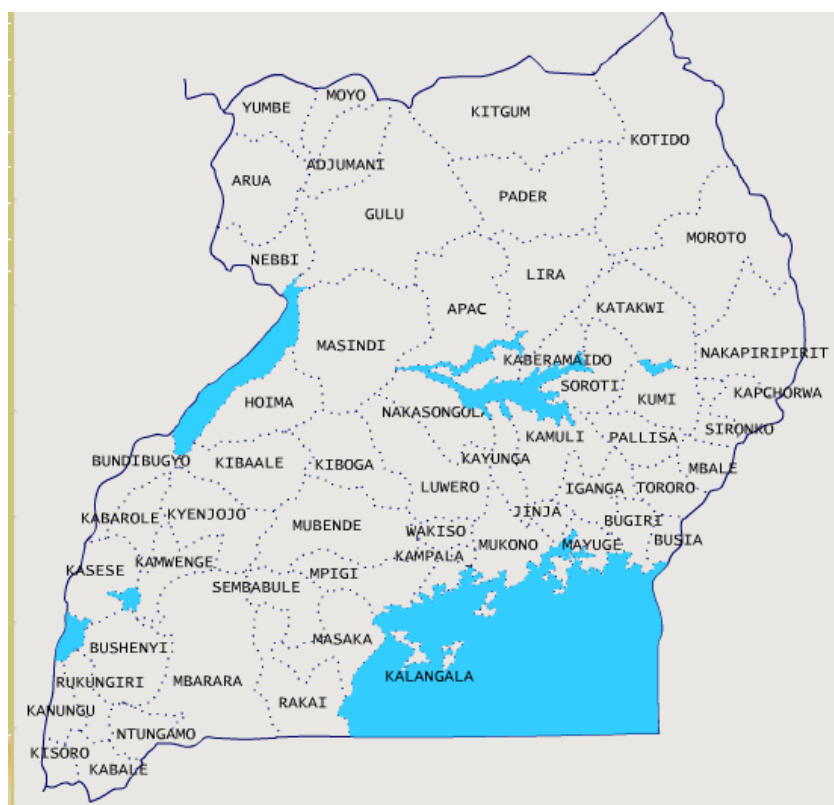 MOYO
YUMBE
KITGUM
KOTIDO
ADJUMANI
ARUA
PADER
GULU
MOROTO
NEBBI
LIRA
APAC
KATAKWI
MASINDI
NAKAPIRIPIRIT
KABERAMAIDO
SOROTI
KAPCHORWA
KUMI
HOIMA
NAKASONGOLA
SIRONKO
KAMULI
PALLISA
BUNDIBUGYO
KIBAALE
KIBOGA
KAYUNGA
MBALE
LUWERO
IGANGA
TORORO
KABAROLE
KYENJOJO
JINJA
MUBENDE
BUGIRI
WAKISO
BUSIA
MUKONO
MAYUGE
KAMPALA
KAMWENGE
KASESE
MPIGI
SEMBABULE
MASAKA
BUSHENYI
KALANGALA
RUKUNGIRI
MBARARA
RAKAI
KANUNGU
NTUNGAMO
KISORO
KABALE